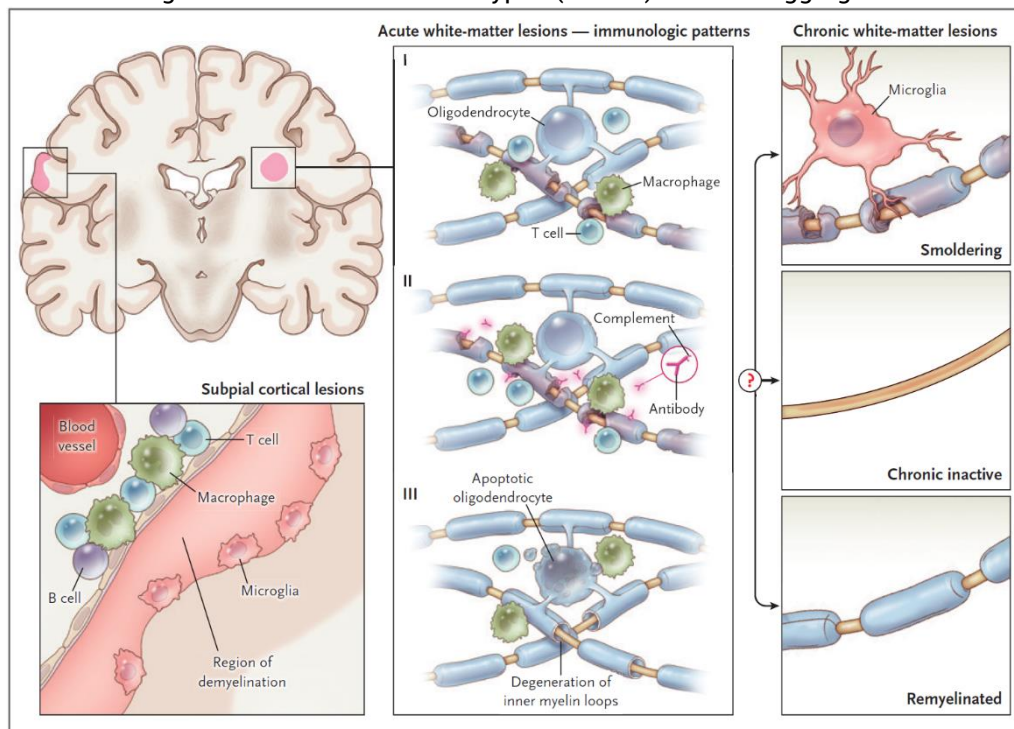 Acute white-matter lesions — immunologic patterns
Chronic white-matter lesions
I
Oligodendrocyte
Macrophage
T cell
II
Complement
Antibody
III
Apoptotic
oligodendrocyte
Degeneration of
inner myelin loops
Subpial cortical lesions
Blood
vessel
T cell
Macrophage
B cell
Microglia
Region of
demyelination
?
Microglia
Smoldering
Chronic inactive
Remyelinated